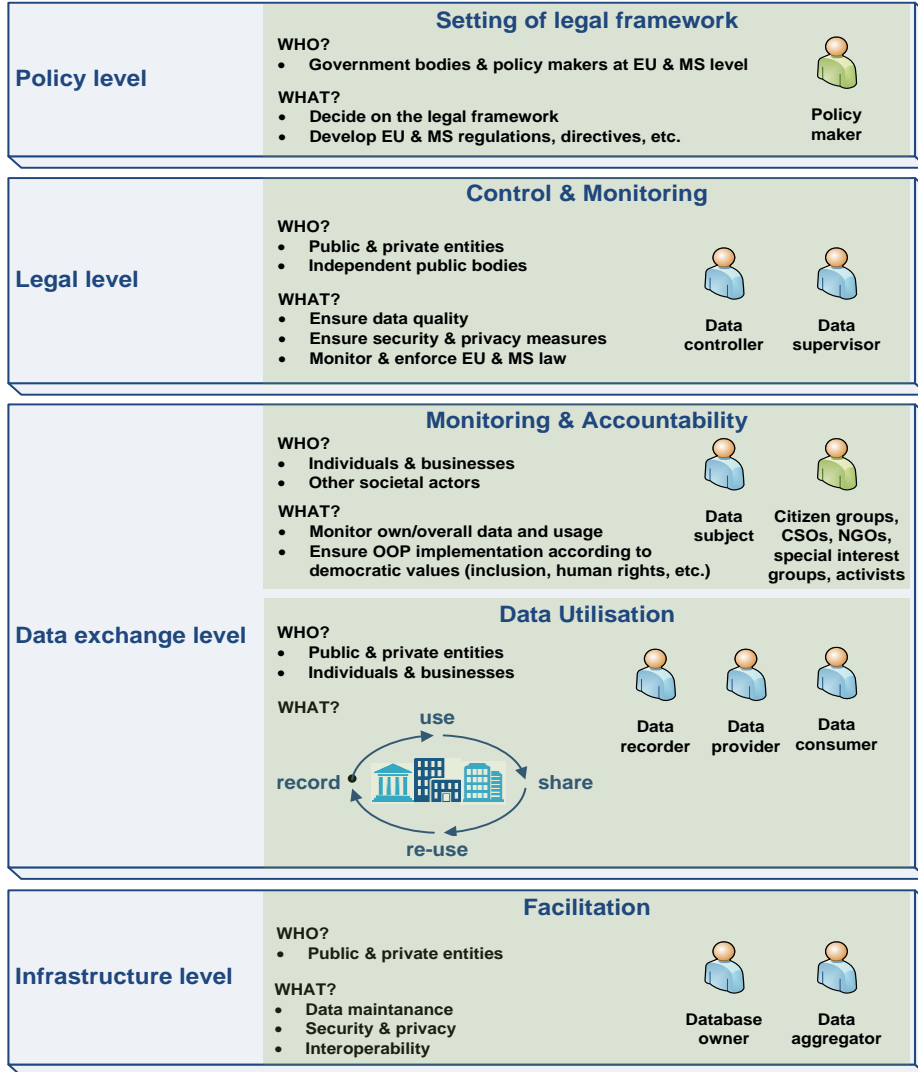 Policy level
Setting of legal framework
WHO?
• Government bodies & policy makers at EU & MS level
WHAT?
• Decide on the legal framework
• Develop EU & MS regulations, directives, etc.
Policy
maker
Legal level
Control & Monitoring
WHO?
• Public & private entities
• Independent public bodies
WHAT?
• Ensure data quality
• Ensure security & privacy measures
• Monitor & enforce EU & MS law
Data
controller
Data
supervisor
Data exchange level
Monitoring & Accountability
WHO?
• Individuals & businesses
• Other societal actors
WHAT?
• Monitor own/overall data and usage
• Ensure OOP implementation according to
democratic values (inclusion, human rights, etc.)
Data
subject
Citizen groups,
CSOs, NGOs,
special interest
groups, activists
Data Utilisation
WHO?
• Public & private entities
• Individuals & businesses
WHAT?
use
record
share
re-use
Data
recorder
Data
provider
Data
consumer
Infrastructure level
Facilitation
WHO?
• Public & private entities
WHAT?
• Data maintanance
• Security & privacy
• Interoperability
Database
owner
Data
aggregator